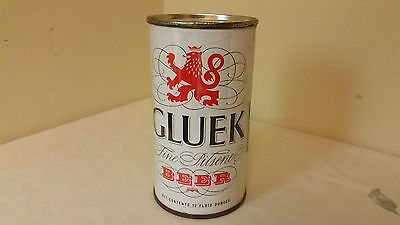 GLUEK
Fine Pilsener
BEER
NET CONTENTS 12 FLUID OUNCES